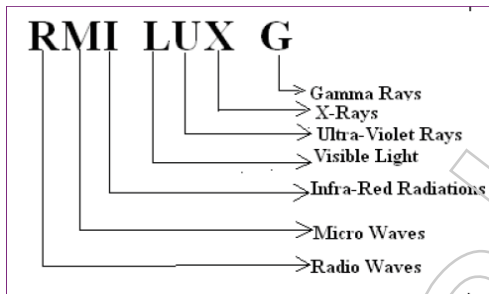 RMI LUX G
Gamma Rays
X-Rays
Ultra-Violet Rays
Visible Light
Infra-Red Radiations
Micro Waves
Radio Waves